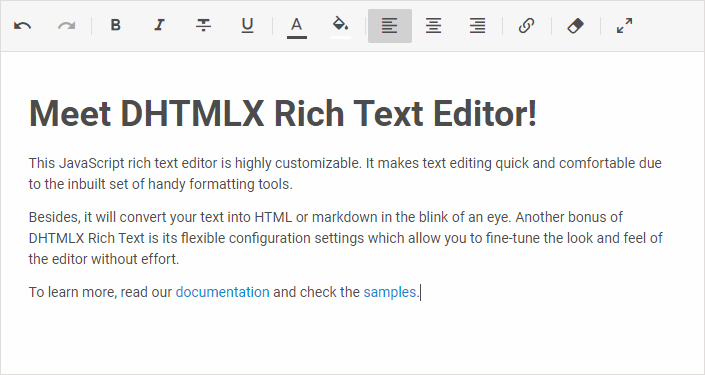 B I S U A
Meet DHTMLX Rich Text Editor!
This JavaScript rich text editor is highly customizable. It makes text editing quick and comfortable due
to the inbuilt set of handy formatting tools.
Besides, it will convert your text into HTML or markdown in the blink of an eye. Another bonus of
DHTMLX Rich Text is its flexible configuration settings which allow you to fine-tune the look and feel of
the editor without effort.
To learn more, read our documentation and check the samples.